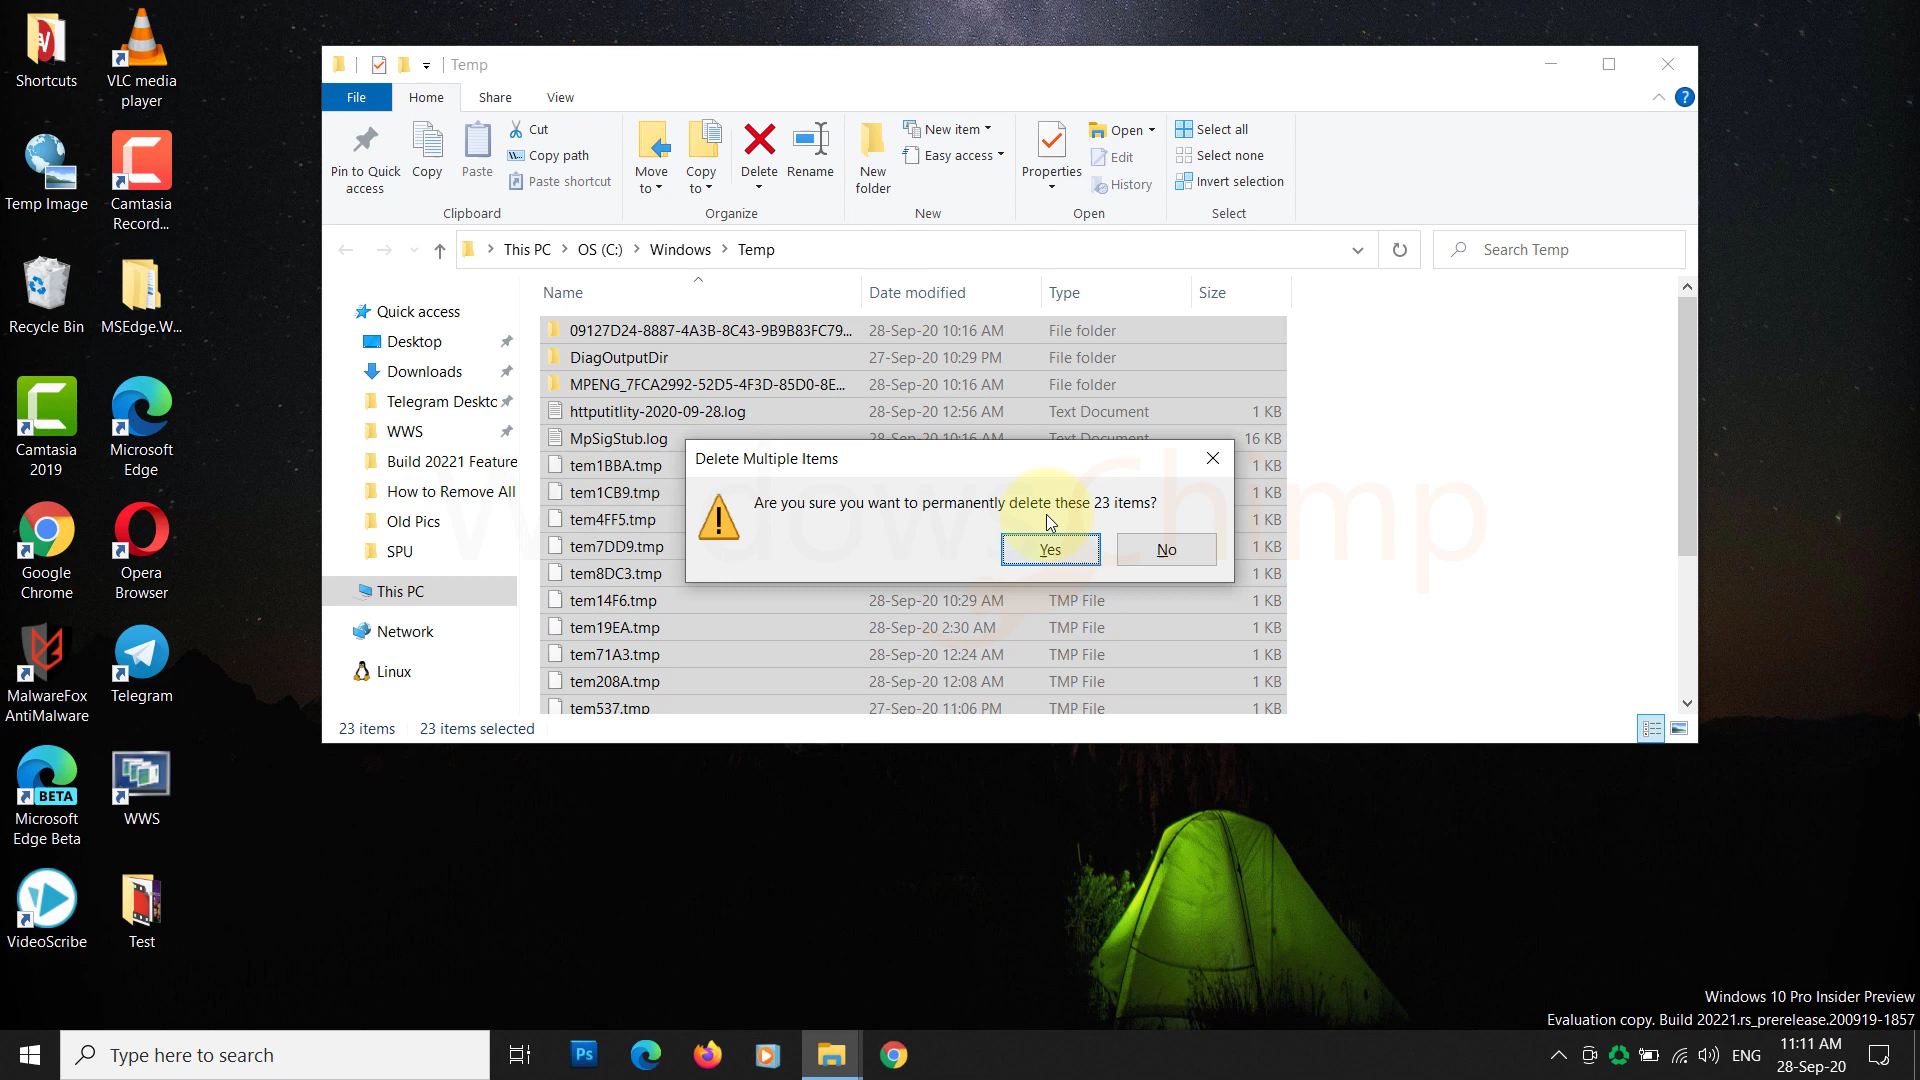 Shortcuts
VLC media
player
Temp Image
Camtasia
Record...
Recycle Bin
MSEdge.W...
Camtasia
2019
Microsoft
Edge
Google
Chrome
Opera
Browser
MalwareFox
AntiMalware
Telegram
BETA
Microsoft
Edge Beta
WWS
VideoScribe
Test
Temp
File
Home
Share
View
?
Pin to Quick
access
Copy
Paste
Cut
Copy path
Paste shortcut
Clipboard
Move
to
Copy
to
Delete
Rename
Organize
New
folder
New item
Easy access
New
Properties
Open
Edit
History
Open
Select all
Select none
Invert selection
Select
This PC > OS (C:) > Windows > Temp
Search Temp
Quick access
Desktop
Downloads
Telegram Deskto
WWS
Build 20221 Feature
How to Remove All
Old Pics
SPU
This PC
Network
Linux
Name Date modified Type Size
09127D24-8887-4A3B-8C43-9B9B83FC79... 28-Sep-20 10:16 AM File folder
DiagOutputDir 27-Sep-20 10:29 PM File folder
MPENG_7FCA2992-52D5-4F3D-85D0-8E... 28-Sep-20 10:16 AM File folder
httputitlity-2020-09-28.log 28-Sep-20 12:56 AM Text Document 1 KB
MpSigStub.log 28-Sep-20 10:16 AM Text Document 16 KB
tem1BBA.tmp 1 KB
tem1CB9.tmp 1 KB
tem4FF5.tmp 1 KB
tem7DD9.tmp 1 KB
tem8DC3.tmp 1 KB
tem14F6.tmp 28-Sep-20 10:29 AM TMP File 1 KB
tem19EA.tmp 28-Sep-20 2:30 AM TMP File 1 KB
tem71A3.tmp 28-Sep-20 12:24 AM TMP File 1 KB
tem208A.tmp 28-Sep-20 12:08 AM TMP File 1 KB
tem537.tmp 27-Sep-20 11:06 PM TMP File 1 KB
Delete Multiple Items
Are you sure you want to permanently delete these 23 items?
Yes
No
23 items 23 items selected
Windows 10 Pro Insider Preview
Evaluation copy. Build 20221.rs_prerelease.200919-1857
Type here to search
Ps
ENG
11:11 AM
28-Sep-20